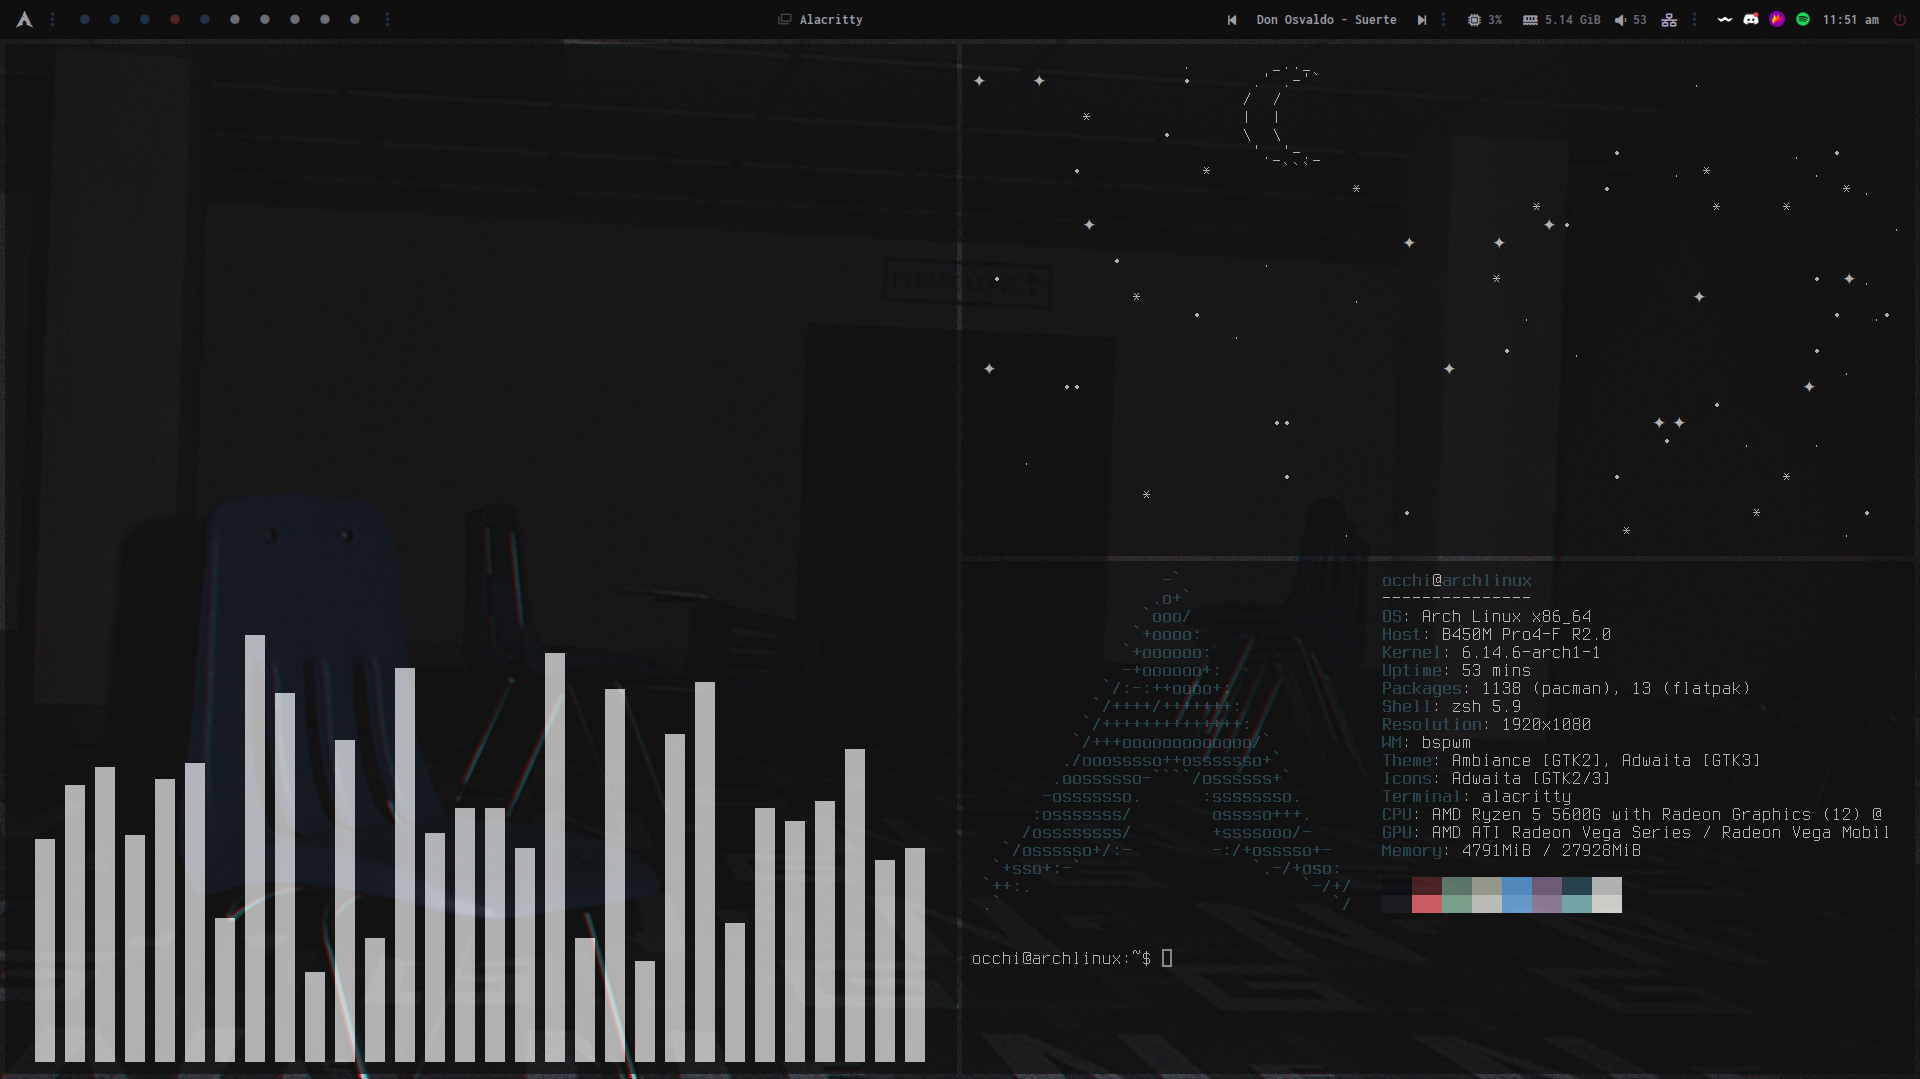 Alacritty
Don Osvaldo - Suerte
3%
5.14 GiB
53
11:51 am
PLEASE LEAVE
occhi@archlinux
---------------
OS: Arch Linux x86_64
Host: B450M Pro4-F R2.0
Kernel: 6.14.6-arch1-1
Uptime: 53 mins
Packages: 1138 (pacman), 13 (flatpak)
Shell: zsh 5.9
Resolution: 1920x1080
WM: bspwm
Theme: Ambiance [GTK2], Adwaita [GTK3]
Icons: Adwaita [GTK2/3]
Terminal: alacritty
CPU: AMD Ryzen 5 5600G with Radeon Graphics (12) @
GPU: AMD ATI Radeon Vega Series / Radeon Vega Mobil
Memory: 4791MiB / 27928MiB
occhi@archlinux:~$